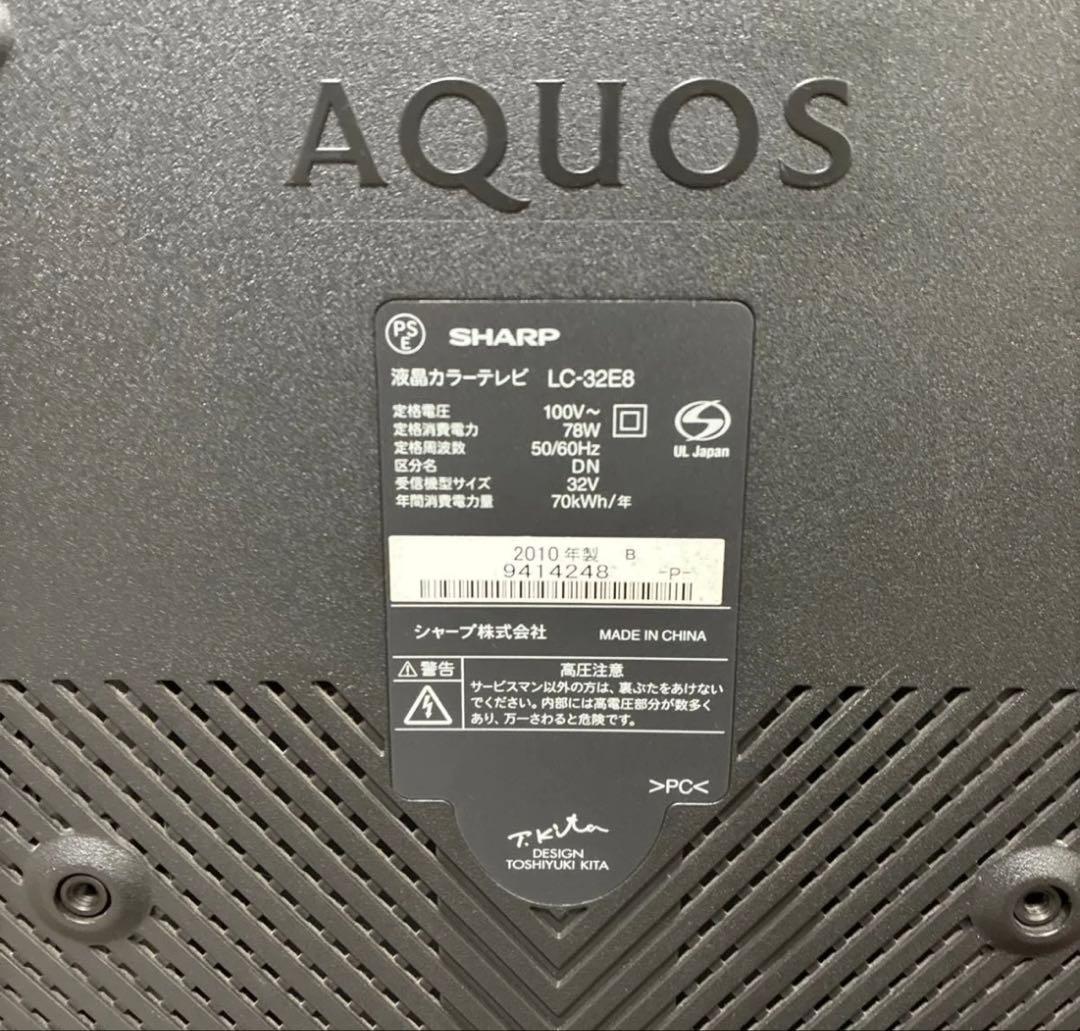 AQUOS
PSE SHARP
液晶カラーテレビ LC-32E8
定格電圧 100V～
定格消費電力 78W
定格周波数 50/60Hz
区分名 DN
受信機型サイズ 32V
年間消費電力量 70kWh/年
UL Japan
2010年製 B
9414248 -P-
シャープ株式会社 MADE IN CHINA
⚠警告 高圧注意
サービスマン以外の方は、裏ぶたをあけない
でください。内部には高電圧部分が数多く
あり、万一さわると危険です。
>PC<
T.Kita
DESIGN
TOSHIYUKI KITA